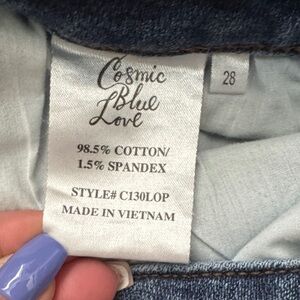 Cosmic
Blue
Love
28
98.5% COTTON/
1.5% SPANDEX
STYLE# C130LOP
MADE IN VIETNAM